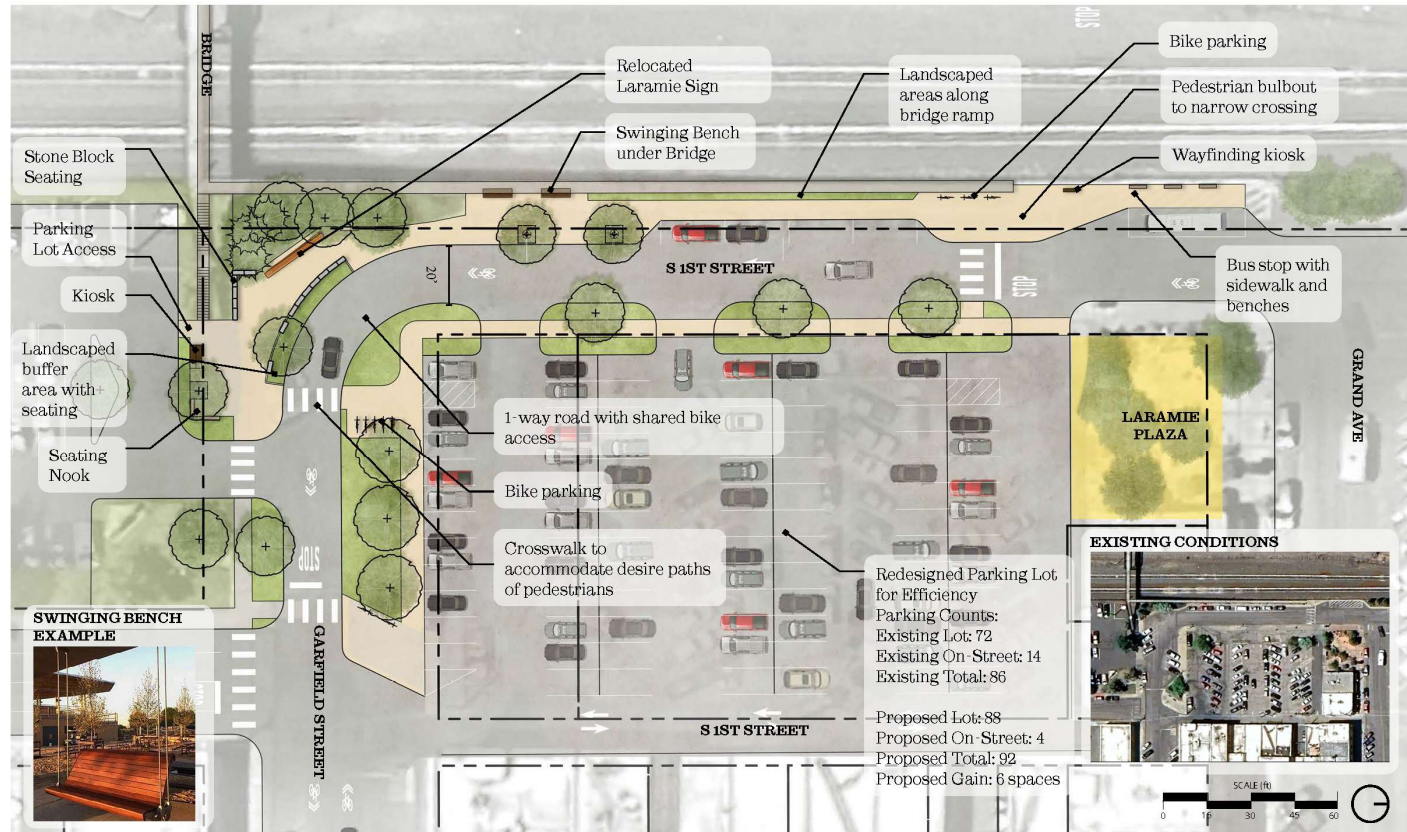 STOP
BRIDGE
Relocated
Laramie Sign
Landscaped
areas along
bridge ramp
Bike parking
Pedestrian bulbout
to narrow crossing
Swinging Bench
under Bridge
Wayfinding kiosk
Stone Block
Seating
Parking
Lot Access
Kiosk
Landscaped
buffer
area with
seating
Seating
Nook
20'
S 1ST STREET
STOP
Bus stop with
sidewalk and
benches
GRAND AVE
LARAMIE
PLAZA
1-way road with shared bike
access
Bike parking
Crosswalk to
accommodate desire paths
of pedestrians
STOP
GARFIELD STREET
Redesigned Parking Lot
for Efficiency
Parking Counts:
Existing Lot: 72
Existing On-Street: 14
Existing Total: 86
Proposed Lot: 88
Proposed On-Street: 4
Proposed Total: 92
Proposed Gain: 6 spaces
S 1ST STREET
SWINGING BENCH
EXAMPLE
EXISTING CONDITIONS
SCALE (ft)
0 15 30 45 60